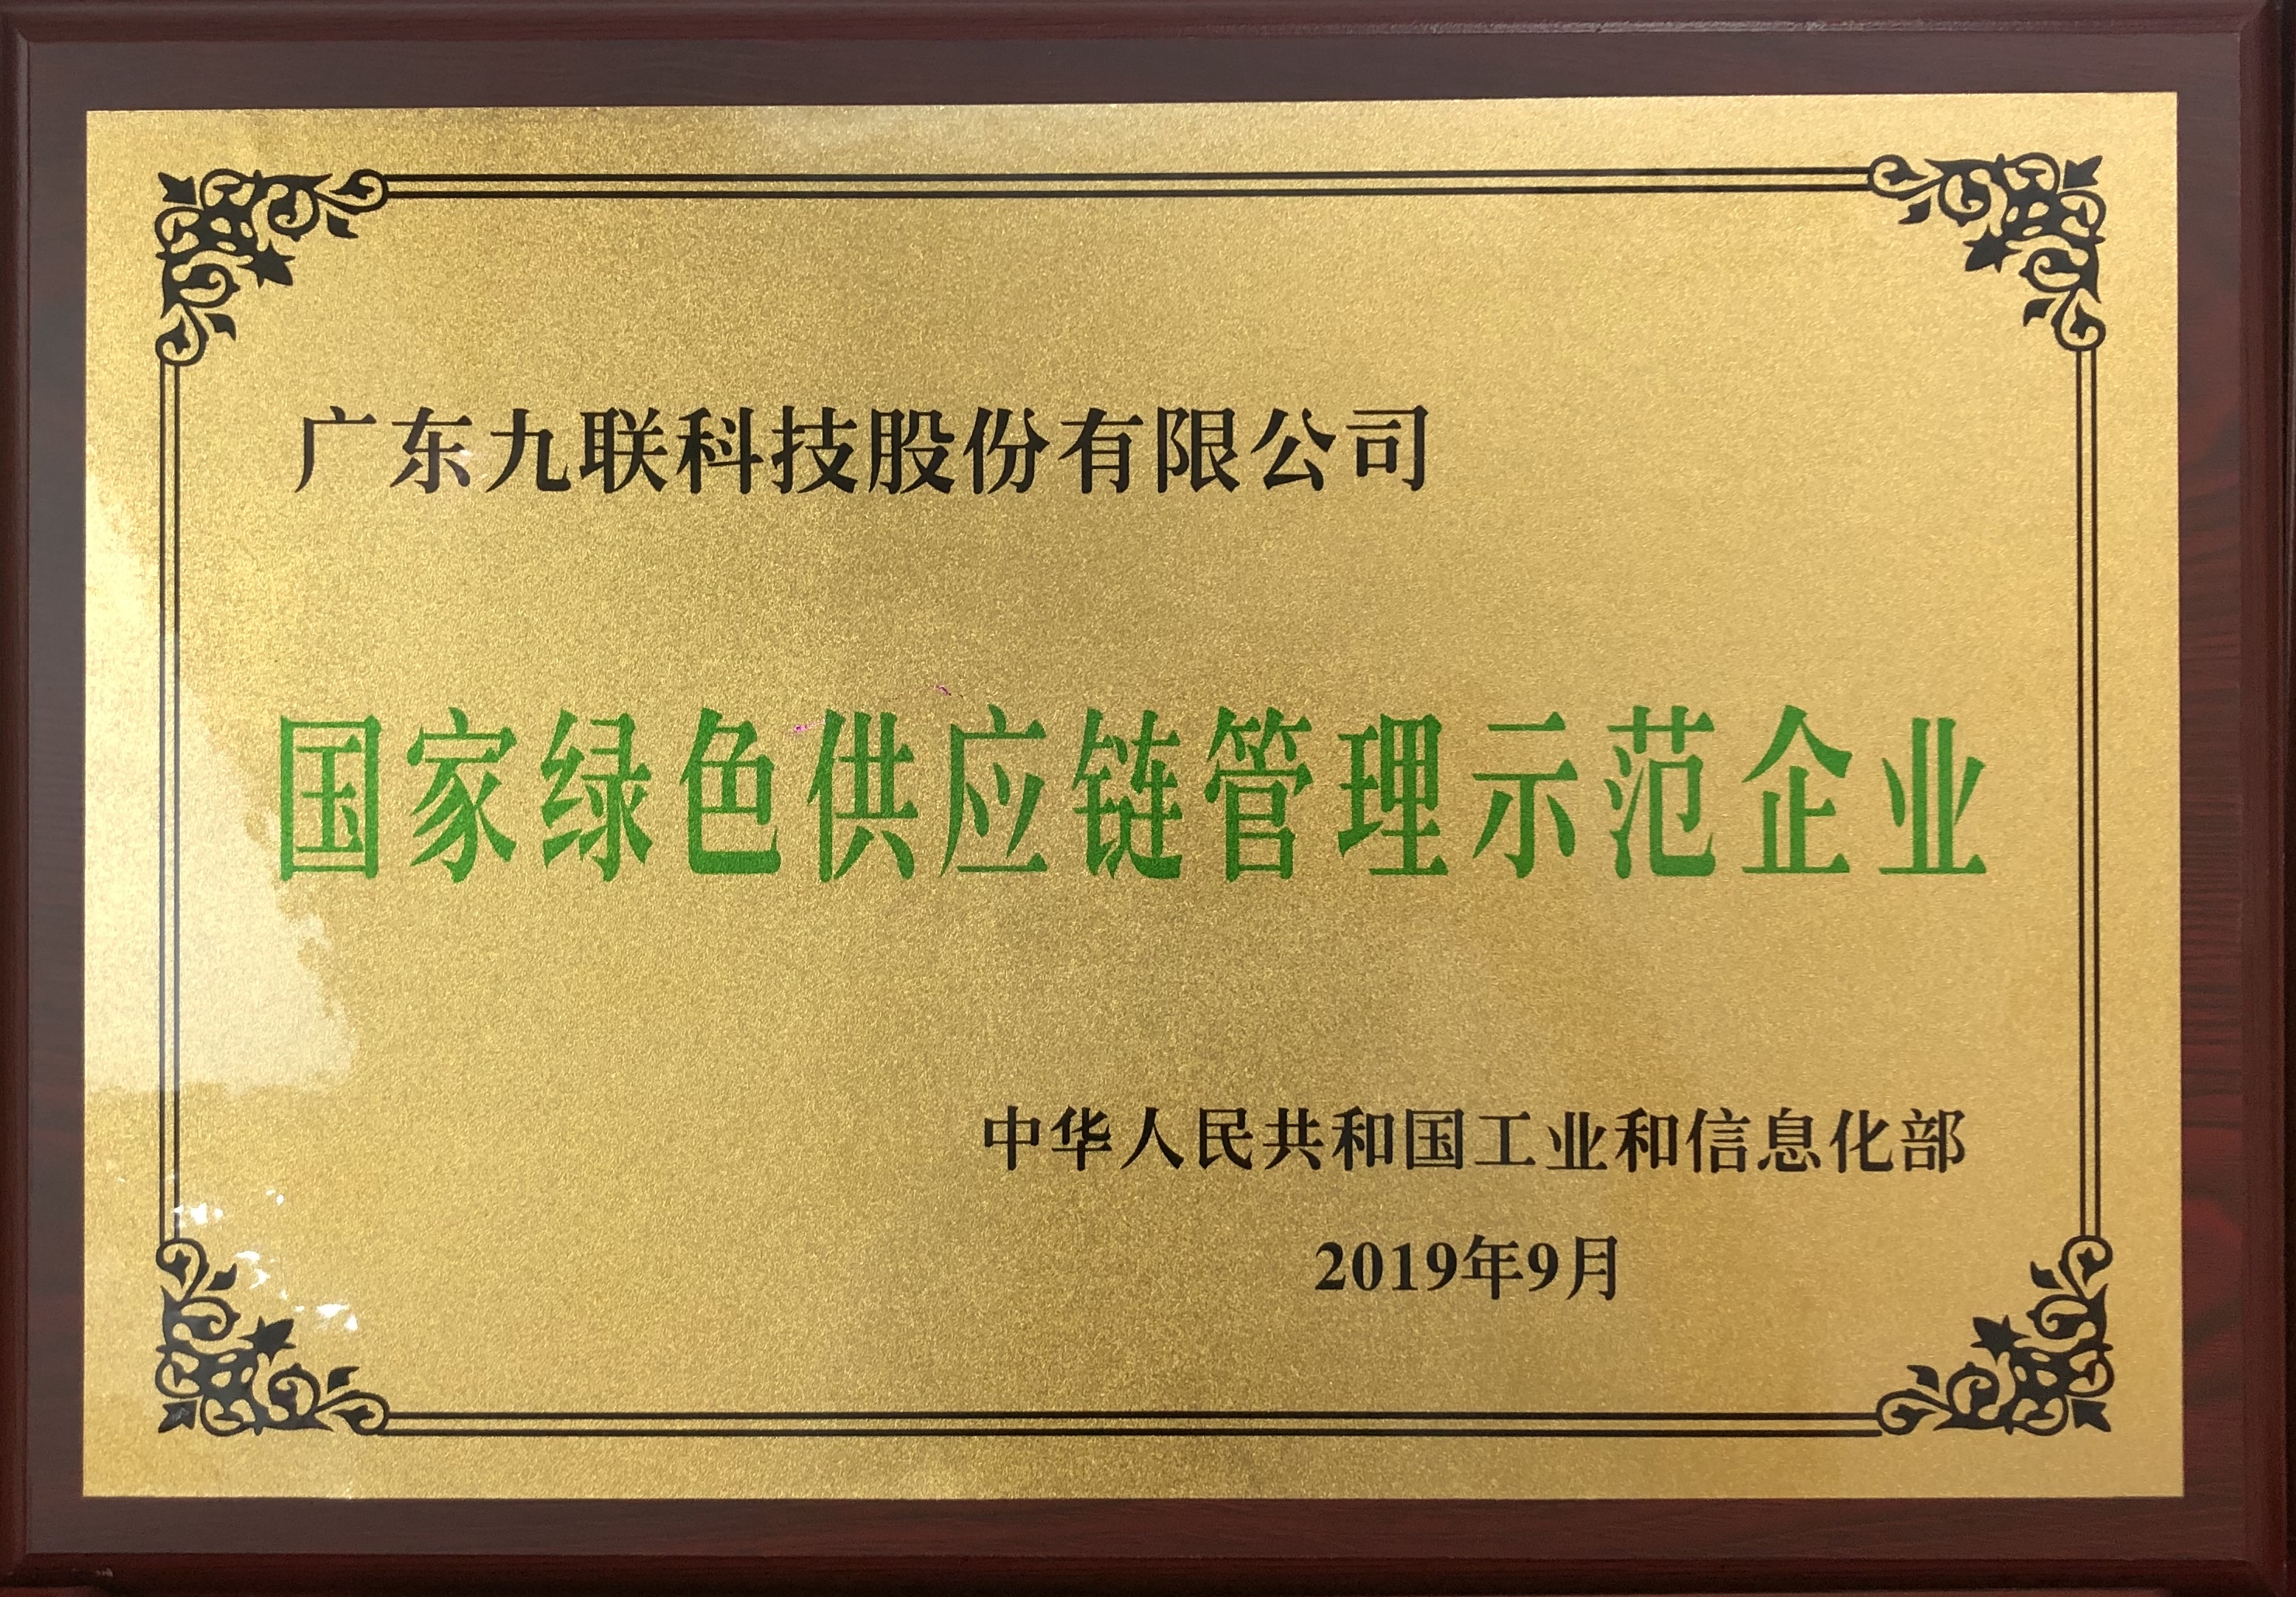 广东九联科技股份有限公司
国家绿色供应链管理示范企业
中华人民共和国工业和信息化部
2019年9月